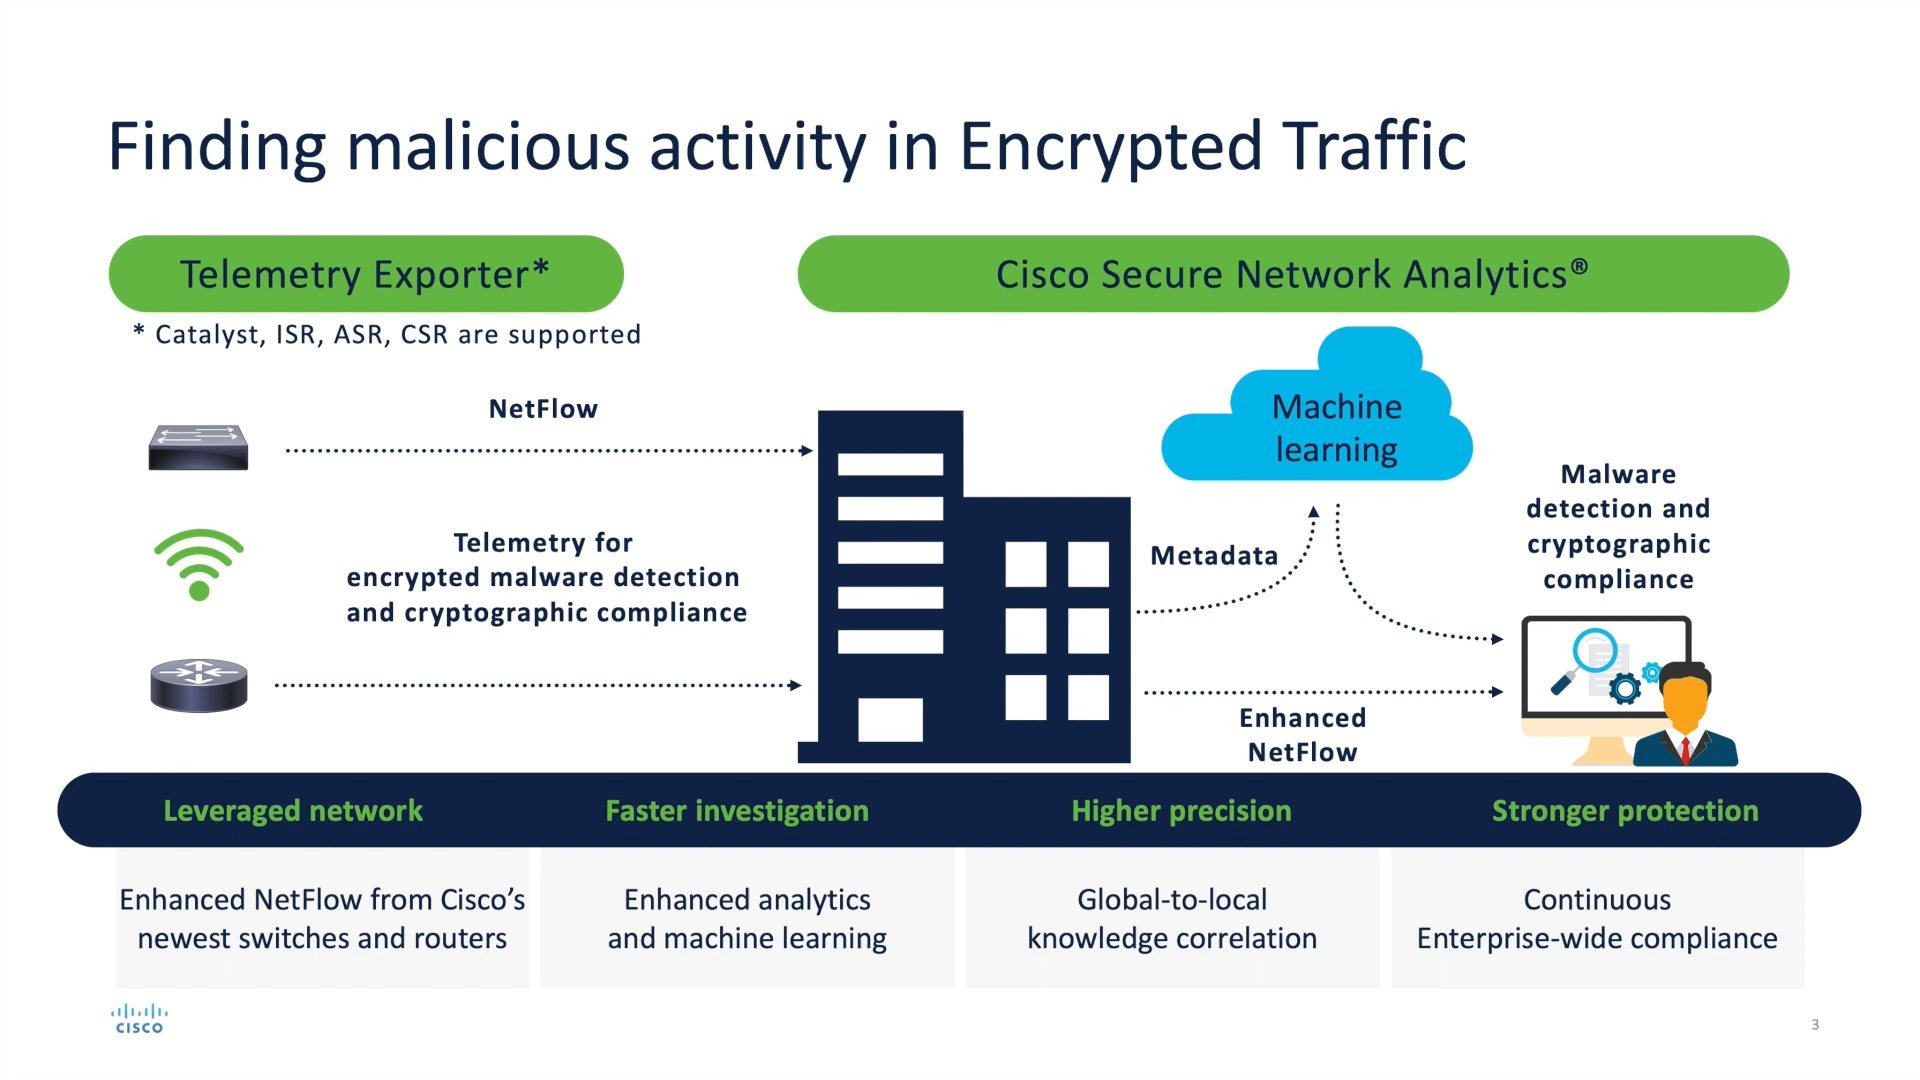 Finding malicious activity in Encrypted Traffic
Telemetry Exporter*
Cisco Secure Network Analytics®
* Catalyst, ISR, ASR, CSR are supported
NetFlow
Telemetry for
encrypted malware detection
and cryptographic compliance
Machine
learning
Metadata
Enhanced
NetFlow
Malware
detection and
cryptographic
compliance
Leveraged network
Faster investigation
Higher precision
Stronger protection
Enhanced NetFlow from Cisco’s
newest switches and routers
Enhanced analytics
and machine learning
Global-to-local
knowledge correlation
Continuous
Enterprise-wide compliance
CISCO
3